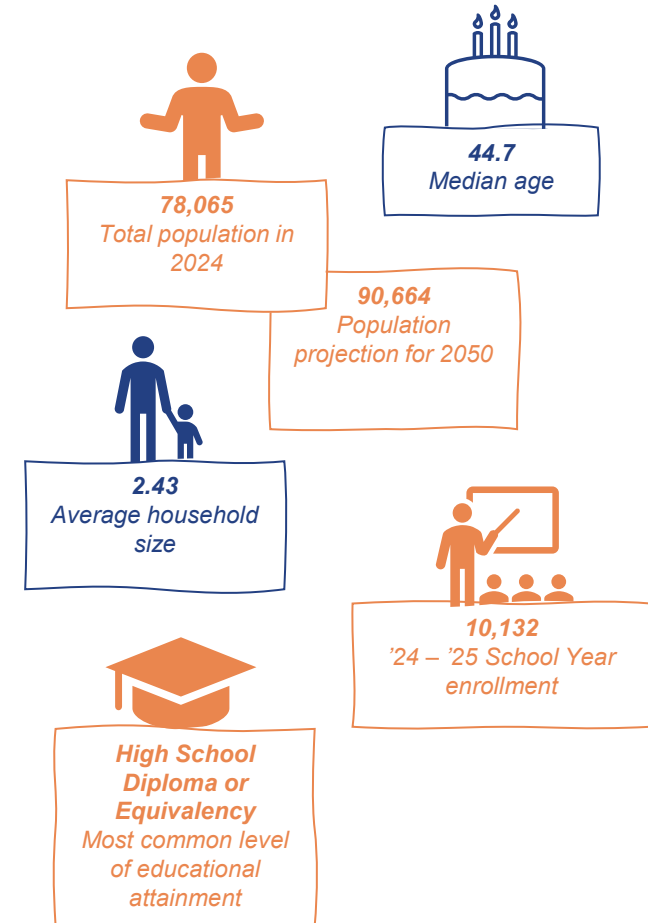 44.7
Median age
78,065
Total population in
2024
90,664
Population
projection for 2050
2.43
Average household
size
10,132
’24 – ’25 School Year
enrollment
High School
Diploma or
Equivalency
Most common level
of educational
attainment